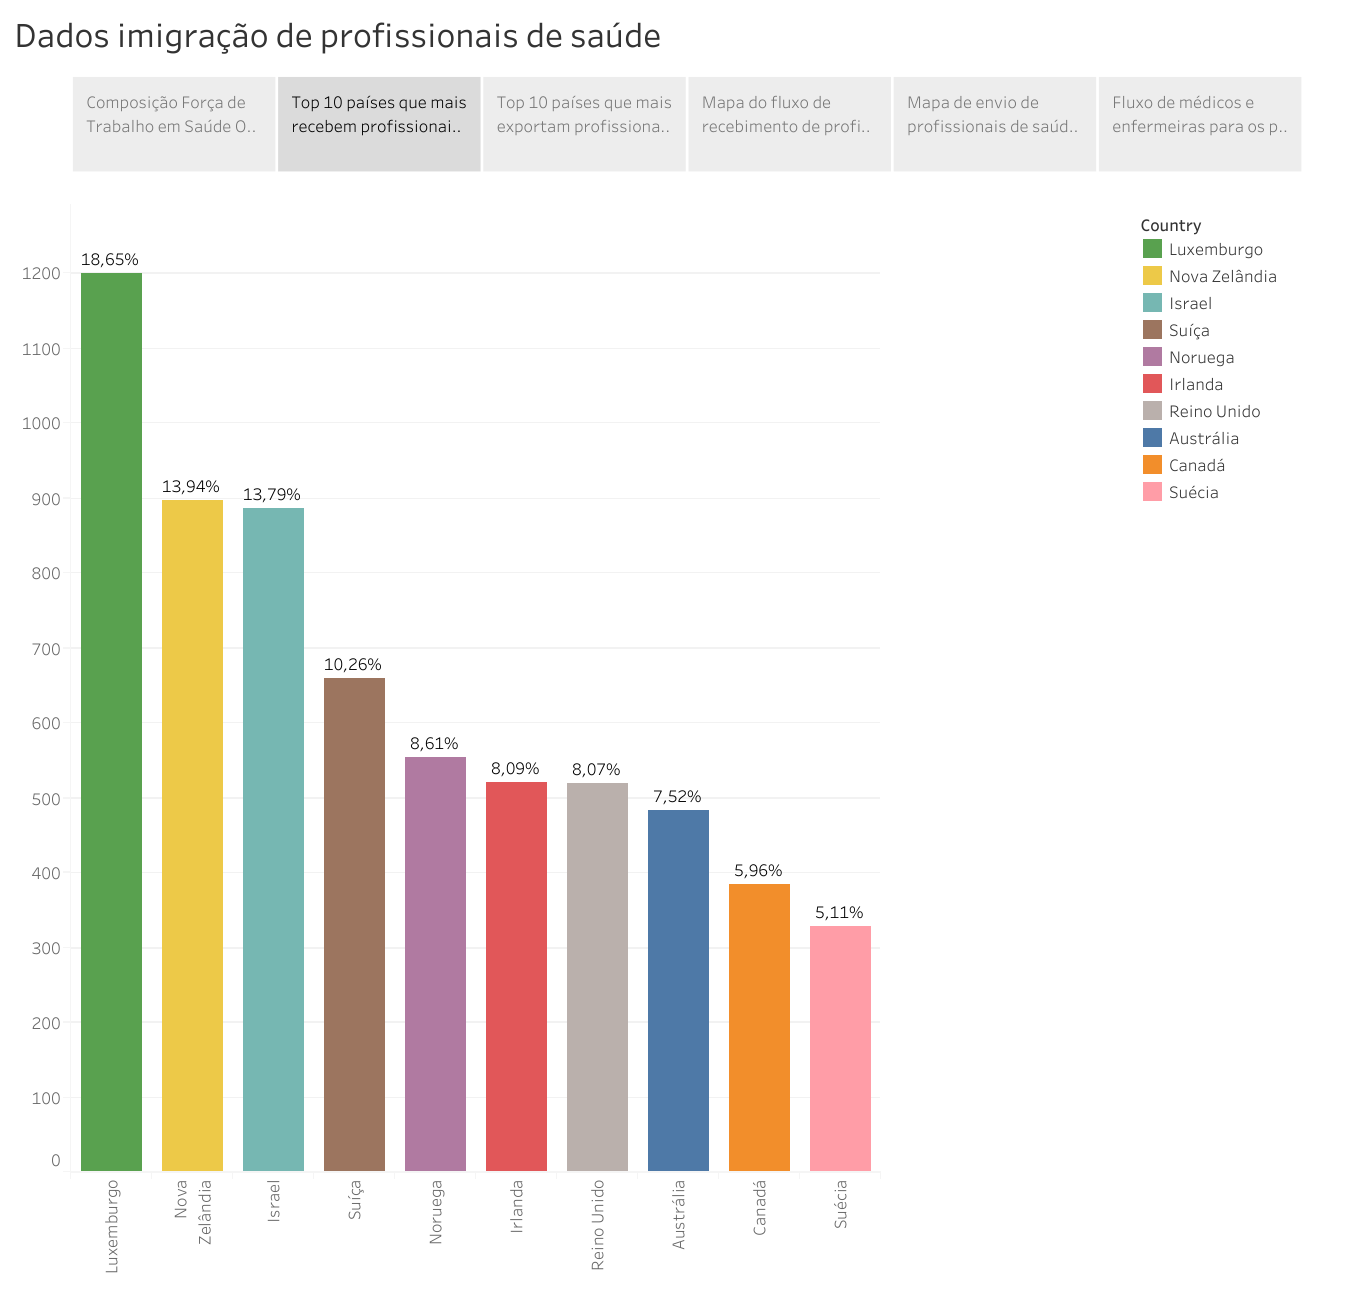 Dados imigração de profissionais de saúde
Composição Força de
Trabalho em Saúde O..
Top 10 países que mais
recebem profissionai..
Top 10 países que mais
exportam profissiona..
Mapa do fluxo de
recebimento de profi..
Mapa de envio de
profissionais de saúd..
Fluxo de médicos e
enfermeiras para os p..
Country
Luxemburgo
Nova Zelândia
Israel
Suíça
Noruega
Irlanda
Reino Unido
Austrália
Canadá
Suécia
1200
1100
1000
900
800
700
600
500
400
300
200
100
0
18,65%
13,94%
13,79%
10,26%
8,61%
8,09%
8,07%
7,52%
5,96%
5,11%
Luxemburgo
Nova
Zelândia
Israel
Suíça
Noruega
Irlanda
Reino Unido
Austrália
Canadá
Suécia